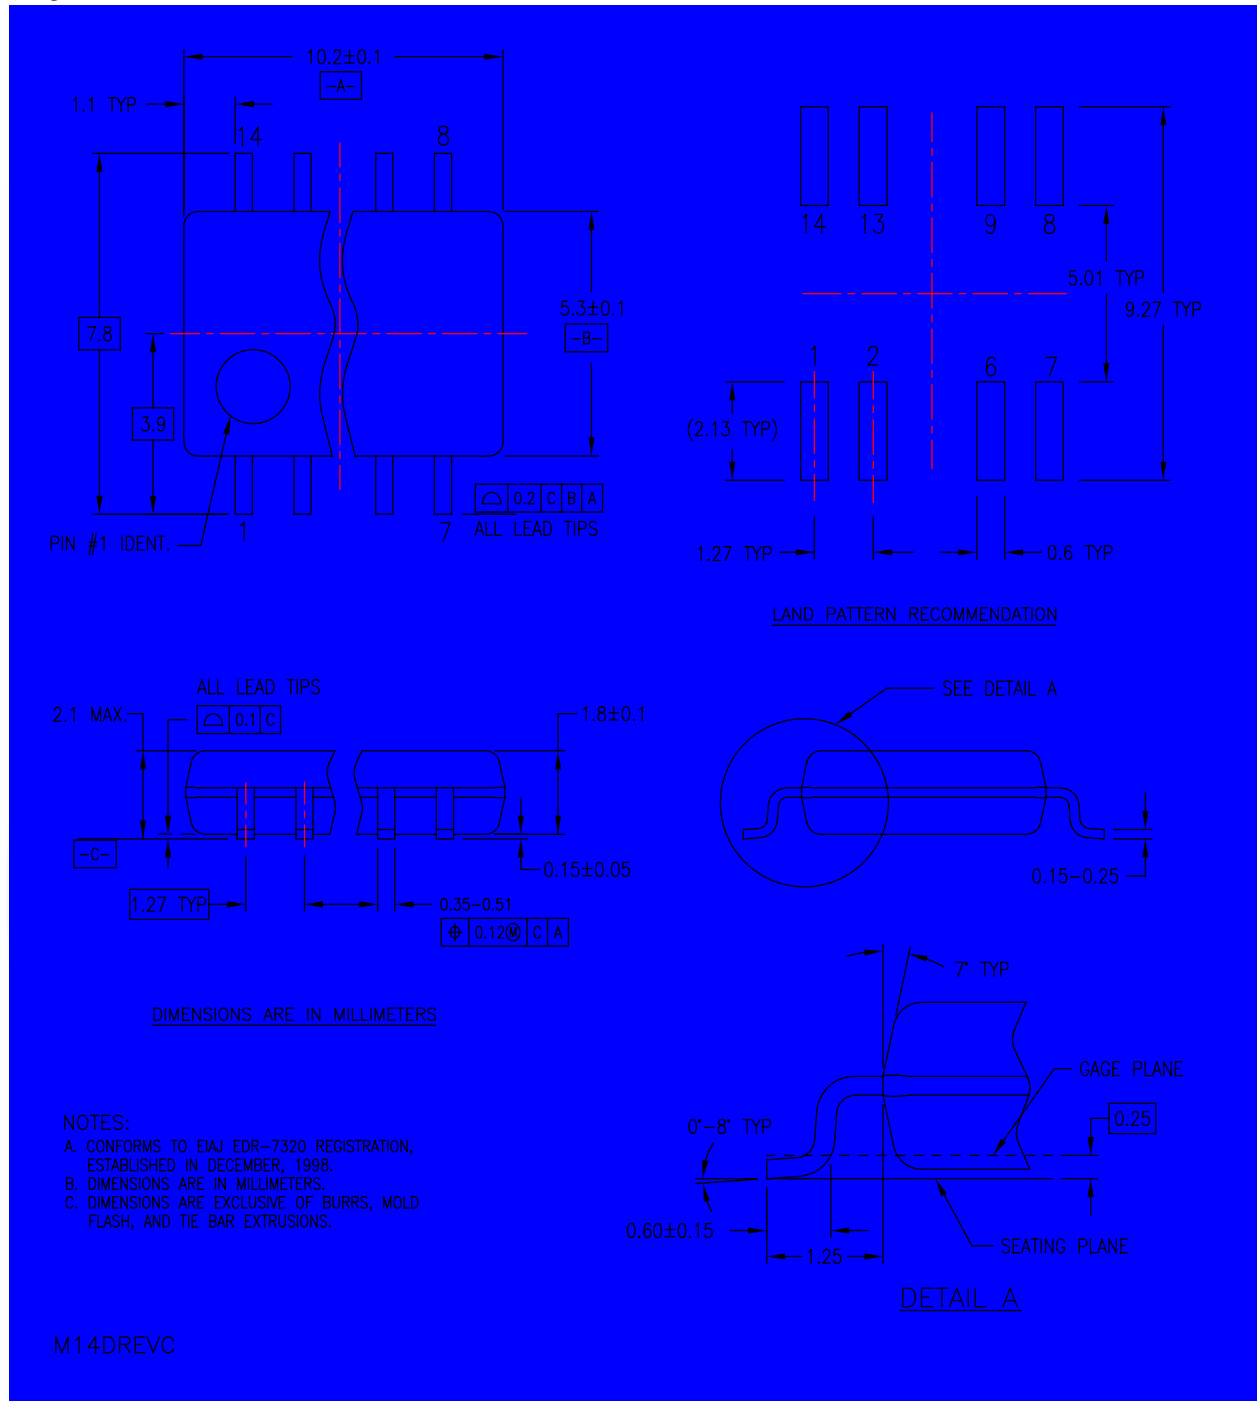 10.2±0.1
-A-
1.1 TYP
14
8
7.8
3.9
5.3±0.1
-B-
0.2 C B A
ALL LEAD TIPS
1
7
PIN #1 IDENT.
14 13 9 8
5.01 TYP
9.27 TYP
1 2 6 7
(2.13 TYP)
1.27 TYP
0.6 TYP
LAND PATTERN RECOMMENDATION
ALL LEAD TIPS
0.1 C
2.1 MAX.
1.8±0.1
-C-
0.15±0.05
1.27 TYP
0.35-0.51
⌖ 0.12Ⓜ C A
SEE DETAIL A
0.15-0.25
DIMENSIONS ARE IN MILLIMETERS
7° TYP
GAGE PLANE
0.25
0°-8° TYP
0.60±0.15
1.25
SEATING PLANE
DETAIL A
NOTES:
A. CONFORMS TO EIAJ EDR-7320 REGISTRATION,
ESTABLISHED IN DECEMBER, 1998.
B. DIMENSIONS ARE IN MILLIMETERS.
C. DIMENSIONS ARE EXCLUSIVE OF BURRS, MOLD
FLASH, AND TIE BAR EXTRUSIONS.
M14DREVC